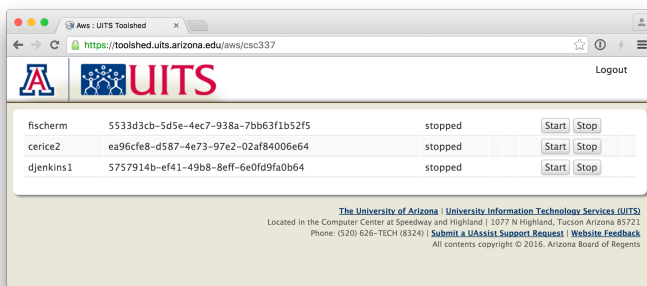 Aws : UITS Toolshed
https://toolshed.uits.arizona.edu/aws/csc337
A UITS
Logout
fischerm 5533d3cb-5d5e-4ec7-938a-7bb63f1b52f5 stopped Start Stop
cerice2 ea96cfe8-d587-4e73-97e2-02af84006e64 stopped Start Stop
djenkins1 5757914b-ef41-49b8-8eff-6e0fd9fa0b64 stopped Start Stop
The University of Arizona | University Information Technology Services (UITS)
Located in the Computer Center at Speedway and Highland | 1077 N Highland, Tucson Arizona 85721
Phone: (520) 626-TECH (8324) | Submit a UAssist Support Request | Website Feedback
All contents copyright © 2016. Arizona Board of Regents